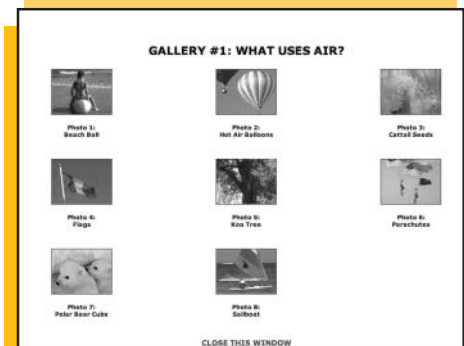 GALLERY #1: WHAT USES AIR?
Photo 1:
Beach Ball
Photo 2:
Hot Air Balloons
Photo 3:
Cattail Seeds
Photo 4:
Flags
Photo 5:
Koa Tree
Photo 6:
Parachutes
Photo 7:
Polar Bear Cubs
Photo 8:
Sailboat
CLOSE THIS WINDOW